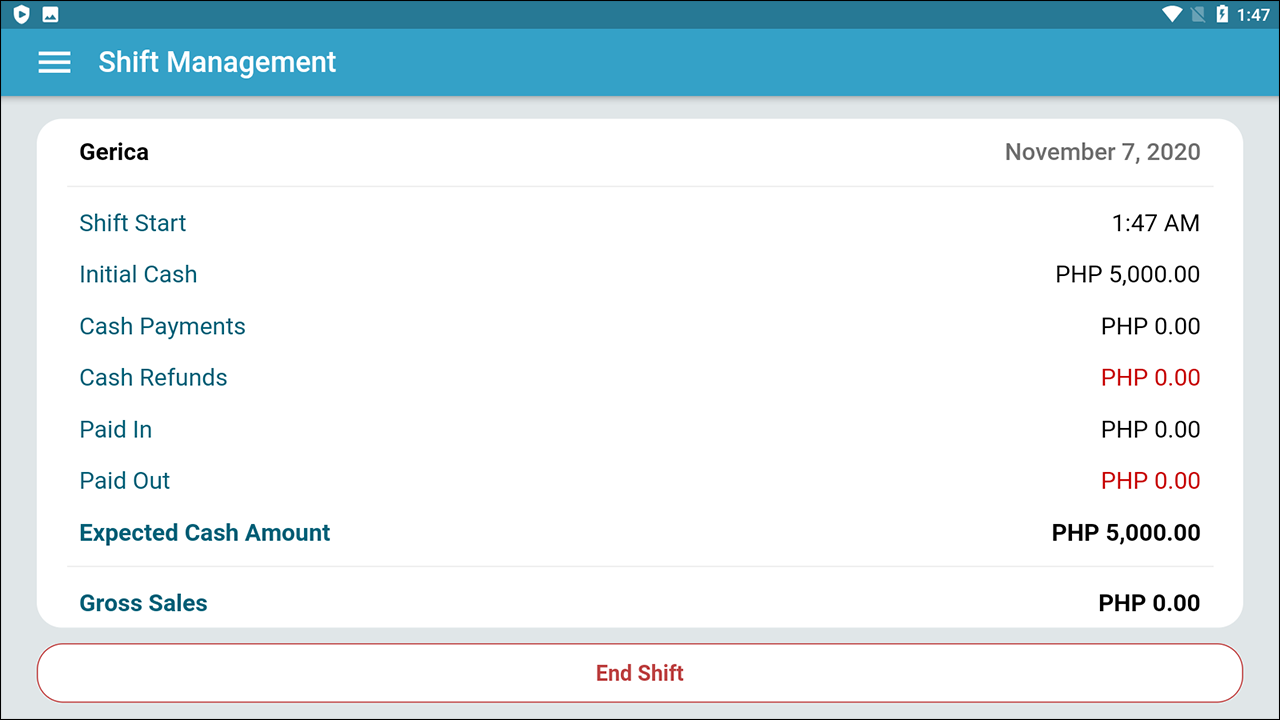 1:47
Shift Management
Gerica November 7, 2020
Shift Start 1:47 AM
Initial Cash PHP 5,000.00
Cash Payments PHP 0.00
Cash Refunds PHP 0.00
Paid In PHP 0.00
Paid Out PHP 0.00
Expected Cash Amount PHP 5,000.00
Gross Sales PHP 0.00
End Shift